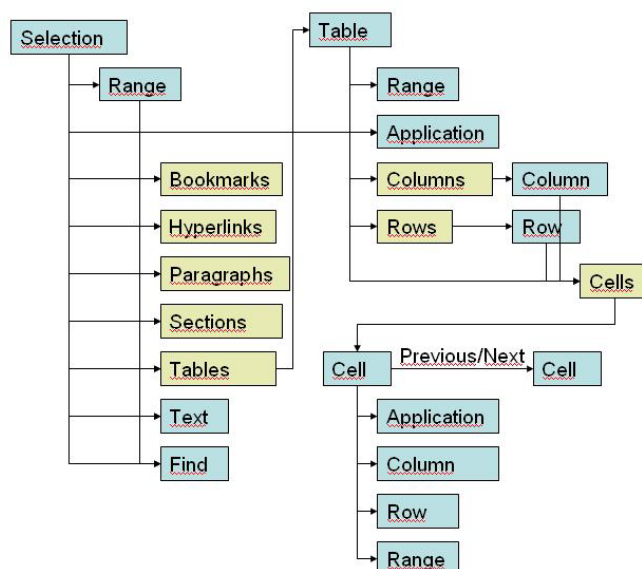 Selection
Range
Bookmarks
Hyperlinks
Paragraphs
Sections
Tables
Text
Find
Table
Range
Application
Columns
Column
Rows
Row
Cells
Cell
Previous/Next
Cell
Application
Column
Row
Range